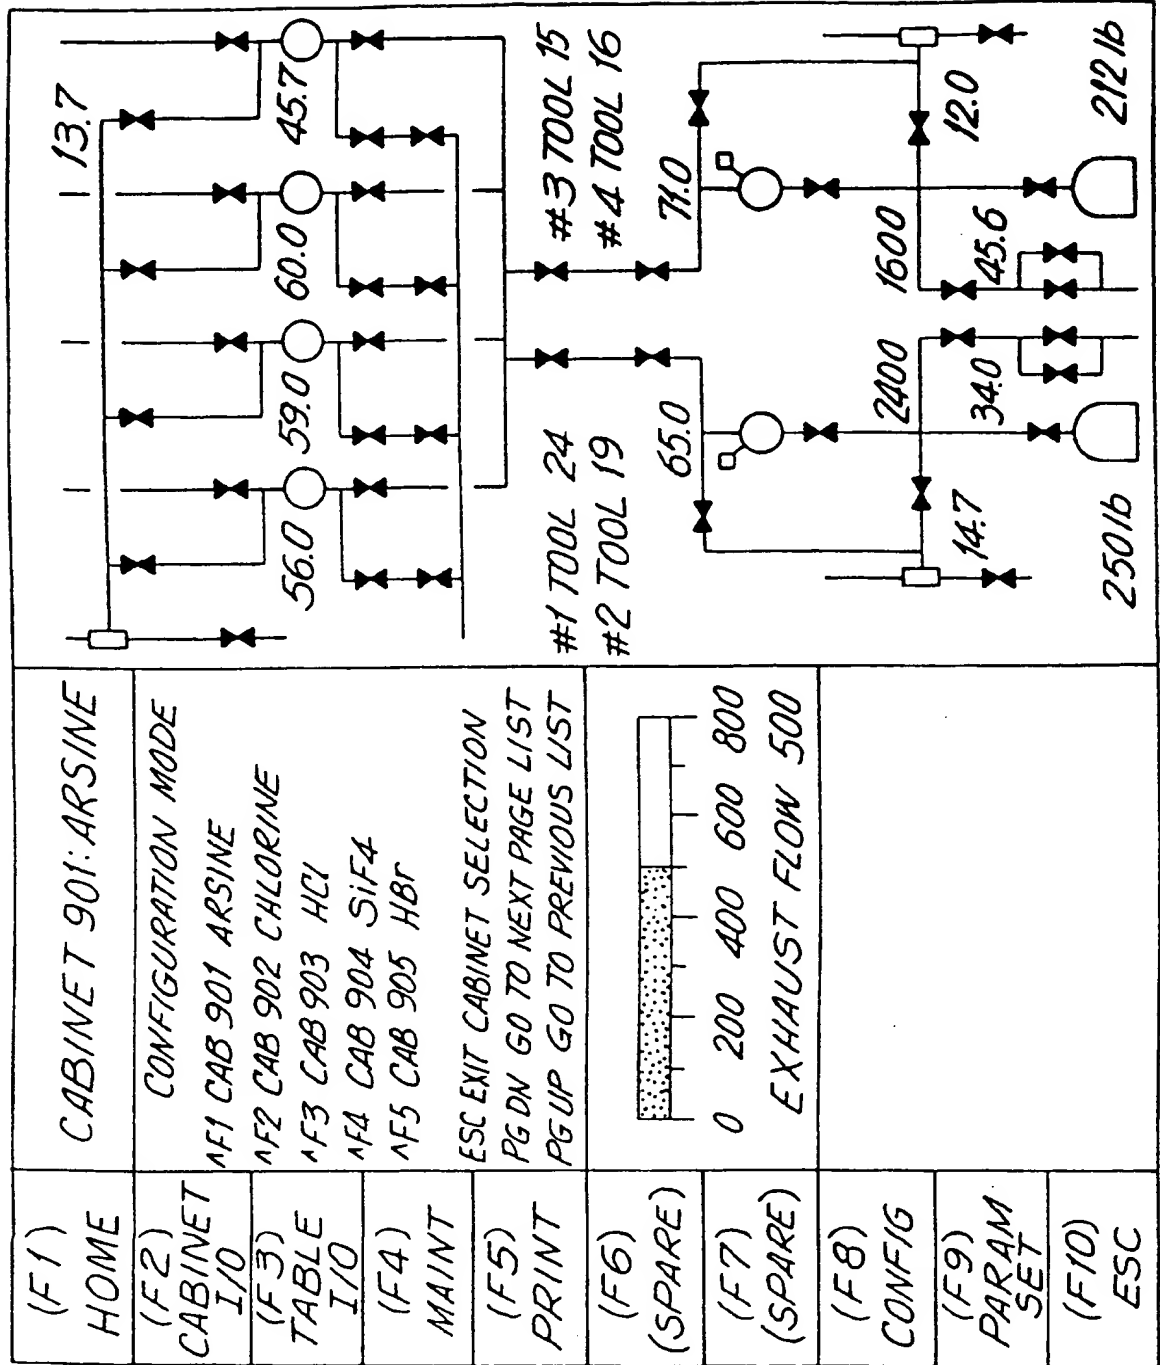 (F1)
HOME
(F2)
CABINET
I/O
(F3)
TABLE
I/O
(F4)
MAINT
(F5)
PRINT
(F6)
(SPARE)
(F7)
(SPARE)
(F8)
CONFIG
(F9)
PARAM
SET
(F10)
ESC
CABINET 901: ARSINE
CONFIGURATION MODE
^F1 CAB 901 ARSINE
^F2 CAB 902 CHLORINE
^F3 CAB 903 HCl
^F4 CAB 904 SiF4
^F5 CAB 905 HBr
ESC EXIT CABINET SELECTION
PG DN GO TO NEXT PAGE LIST
PG UP GO TO PREVIOUS LIST
0 200 400 600 800
EXHAUST FLOW 500
13.7
56.0 59.0 60.0 45.7
#1 TOOL 24
#2 TOOL 19
#3 TOOL 15
#4 TOOL 16
65.0 71.0
2400 1600
14.7 34.0 45.6 12.0
250 lb 212 lb